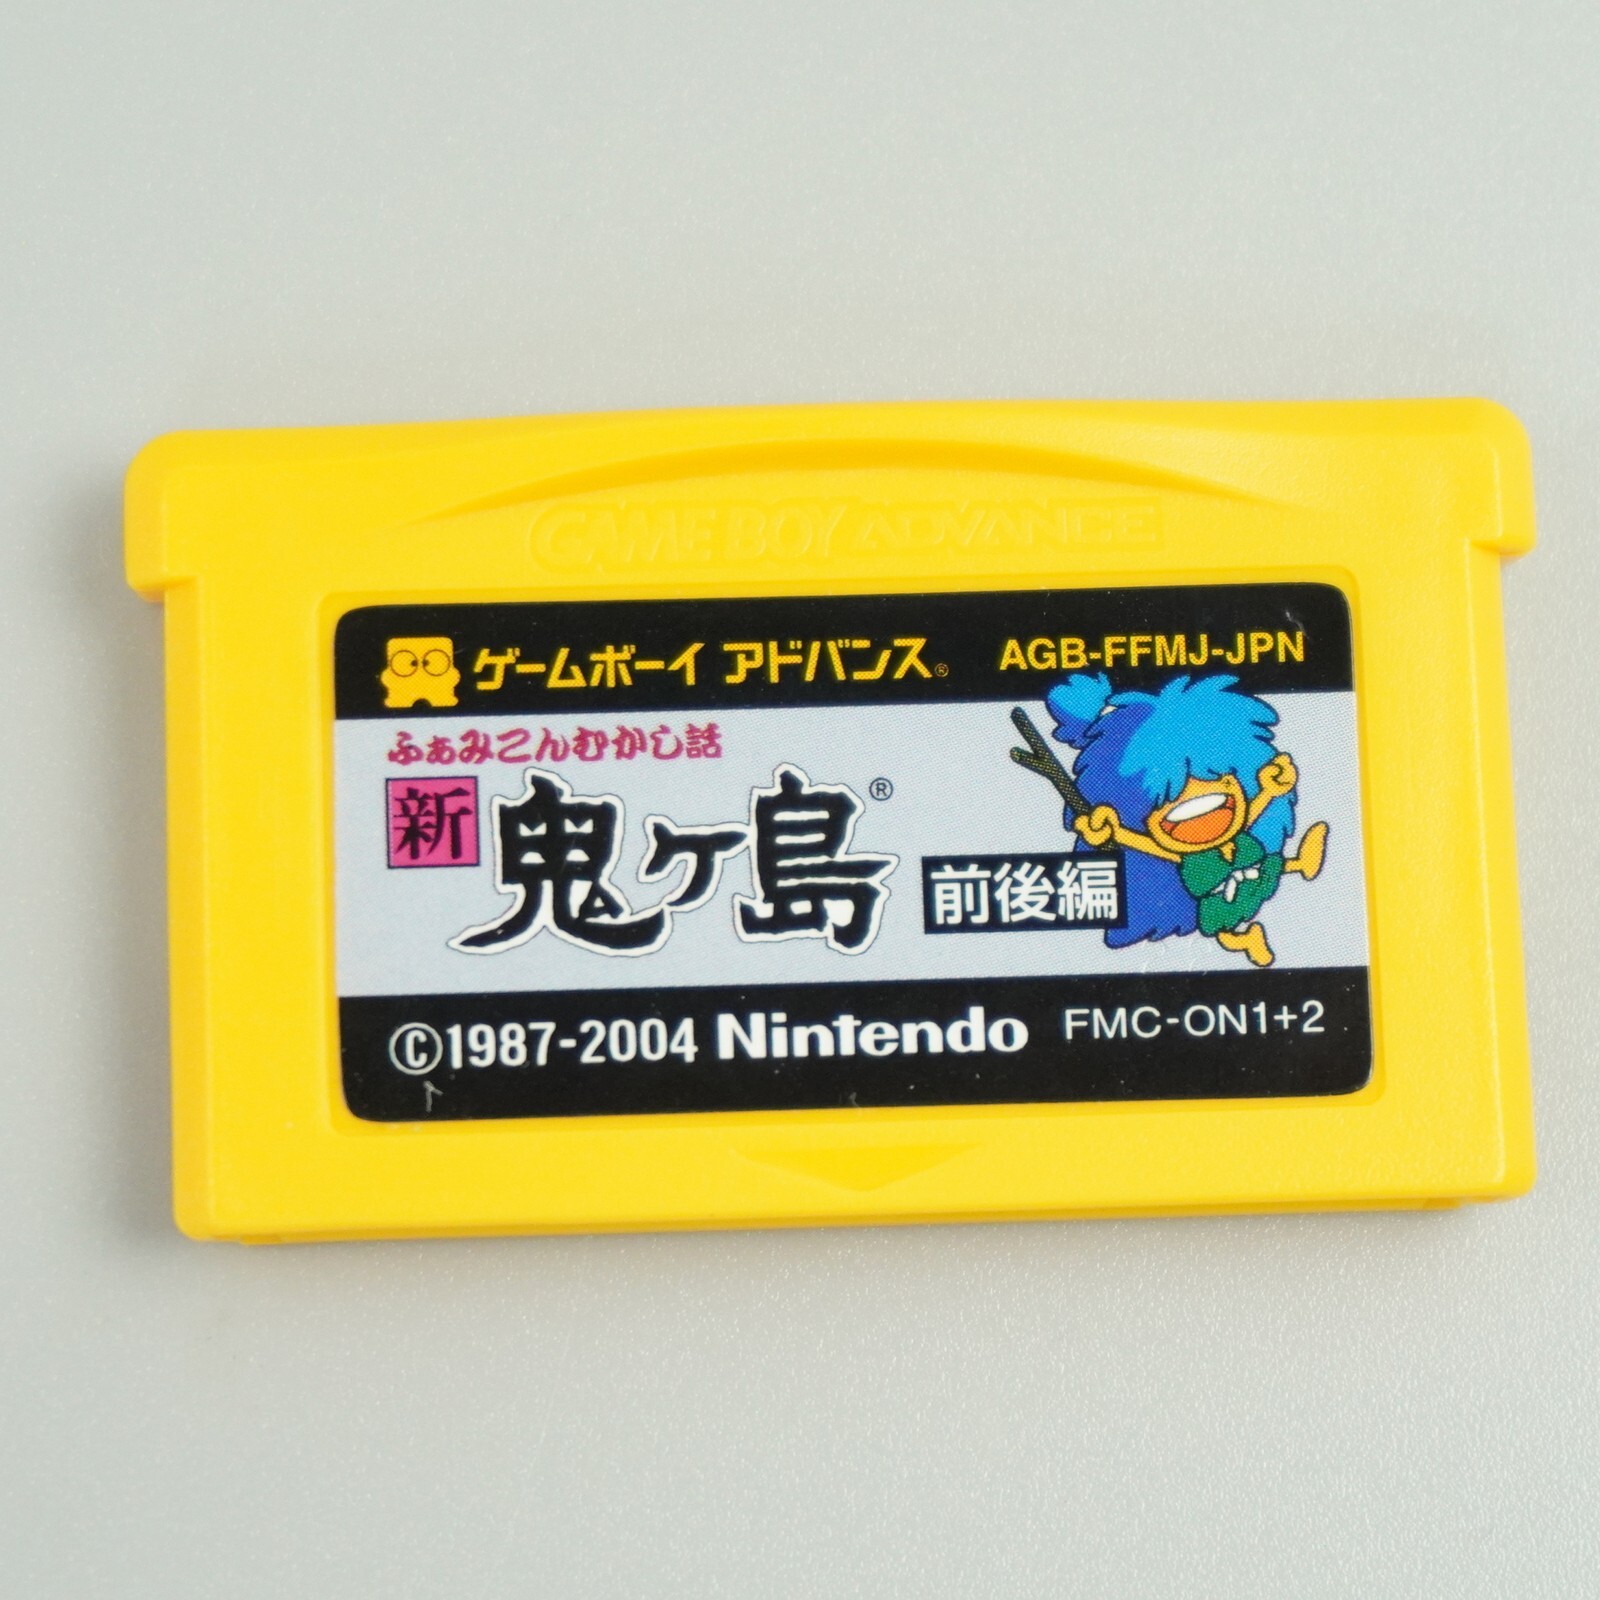 GAME BOY ADVANCE
ゲームボーイ アドバンス® AGB-FFMJ-JPN
ふぁみこんむかし話
新 鬼ヶ島®
前後編
©1987-2004 Nintendo FMC-ON1+2